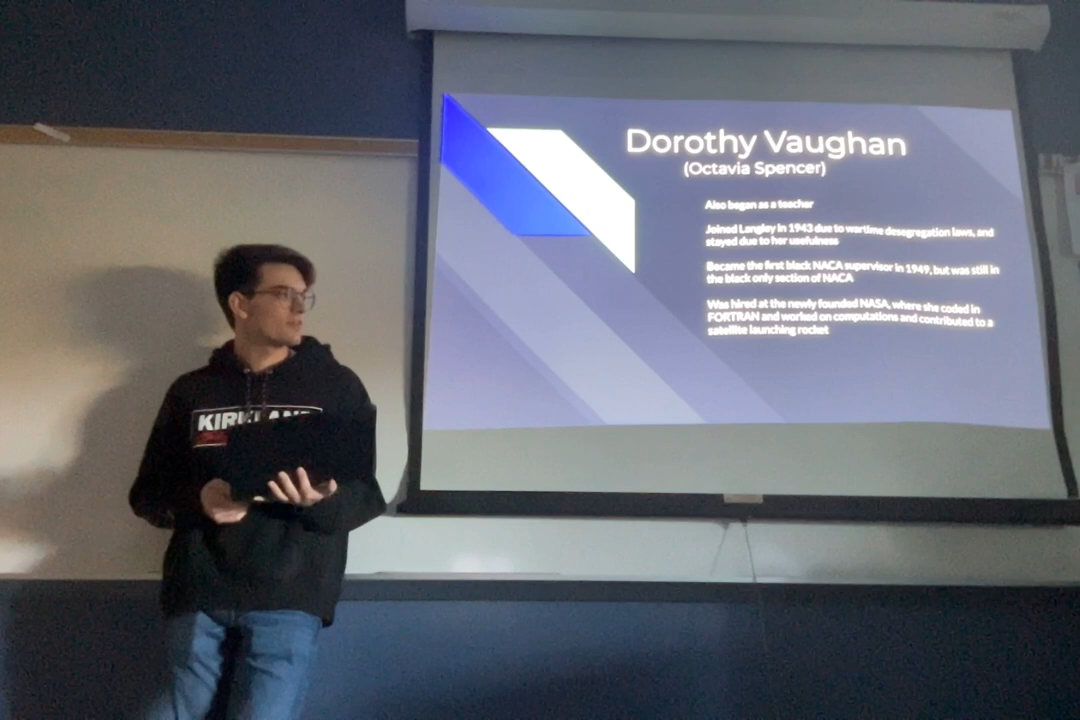 Dorothy Vaughan
(Octavia Spencer)
Also began as a teacher
Joined Langley in 1943 due to wartime desegregation laws, and
stayed due to her usefulness
Became the first black NACA supervisor in 1949, but was still in
the black only section of NACA
Was hired at the newly founded NASA, where she coded in
FORTRAN and worked on computations and contributed to a
satellite launching rocket
KIRKLAND